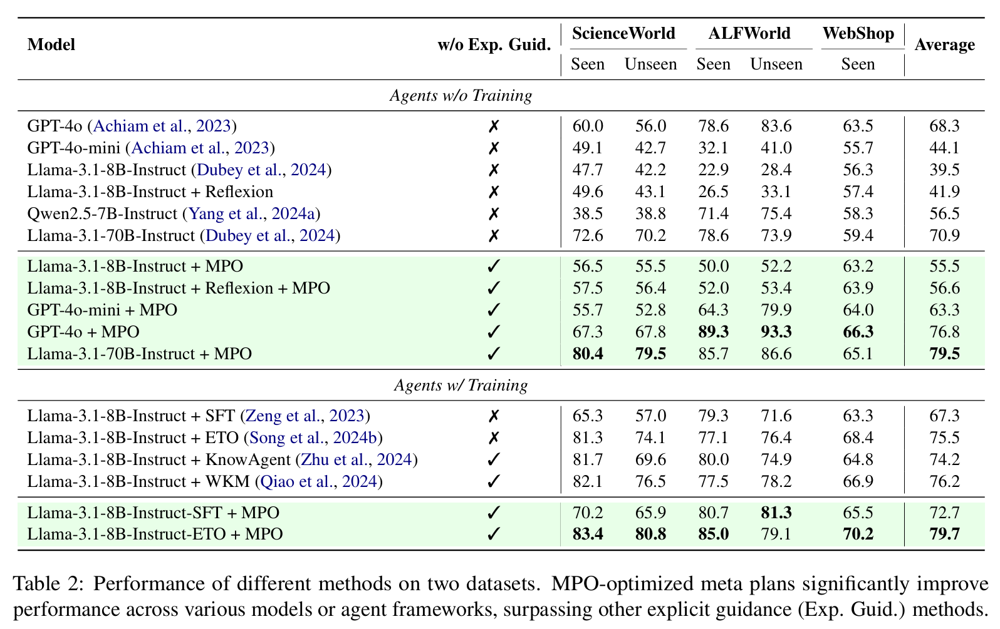 Model w/o Exp. Guid. ScienceWorld ALFWorld WebShop Average
Seen Unseen Seen Unseen Seen
Agents w/o Training
GPT-4o (Achiam et al., 2023) ✗ 60.0 56.0 78.6 83.6 63.5 68.3
GPT-4o-mini (Achiam et al., 2023) ✗ 49.1 42.7 32.1 41.0 55.7 44.1
Llama-3.1-8B-Instruct (Dubey et al., 2024) ✗ 47.7 42.2 22.9 28.4 56.3 39.5
Llama-3.1-8B-Instruct + Reflexion ✗ 49.6 43.1 26.5 33.1 57.4 41.9
Qwen2.5-7B-Instruct (Yang et al., 2024a) ✗ 38.5 38.8 71.4 75.4 58.3 56.5
Llama-3.1-70B-Instruct (Dubey et al., 2024) ✗ 72.6 70.2 78.6 73.9 59.4 70.9
Llama-3.1-8B-Instruct + MPO ✓ 56.5 55.5 50.0 52.2 63.2 55.5
Llama-3.1-8B-Instruct + Reflexion + MPO ✓ 57.5 56.4 52.0 53.4 63.9 56.6
GPT-4o-mini + MPO ✓ 55.7 52.8 64.3 79.9 64.0 63.3
GPT-4o + MPO ✓ 67.3 67.8 89.3 93.3 66.3 76.8
Llama-3.1-70B-Instruct + MPO ✓ 80.4 79.5 85.7 86.6 65.1 79.5
Agents w/ Training
Llama-3.1-8B-Instruct + SFT (Zeng et al., 2023) ✗ 65.3 57.0 79.3 71.6 63.3 67.3
Llama-3.1-8B-Instruct + ETO (Song et al., 2024b) ✗ 81.3 74.1 77.1 76.4 68.4 75.5
Llama-3.1-8B-Instruct + KnowAgent (Zhu et al., 2024) ✓ 81.7 69.6 80.0 74.9 64.8 74.2
Llama-3.1-8B-Instruct + WKM (Qiao et al., 2024) ✓ 82.1 76.5 77.5 78.2 66.9 76.2
Llama-3.1-8B-Instruct-SFT + MPO ✓ 70.2 65.9 80.7 81.3 65.5 72.7
Llama-3.1-8B-Instruct-ETO + MPO ✓ 83.4 80.8 85.0 79.1 70.2 79.7
Table 2: Performance of different methods on two datasets. MPO-optimized meta plans significantly improve
performance across various models or agent frameworks, surpassing other explicit guidance (Exp. Guid.) methods.